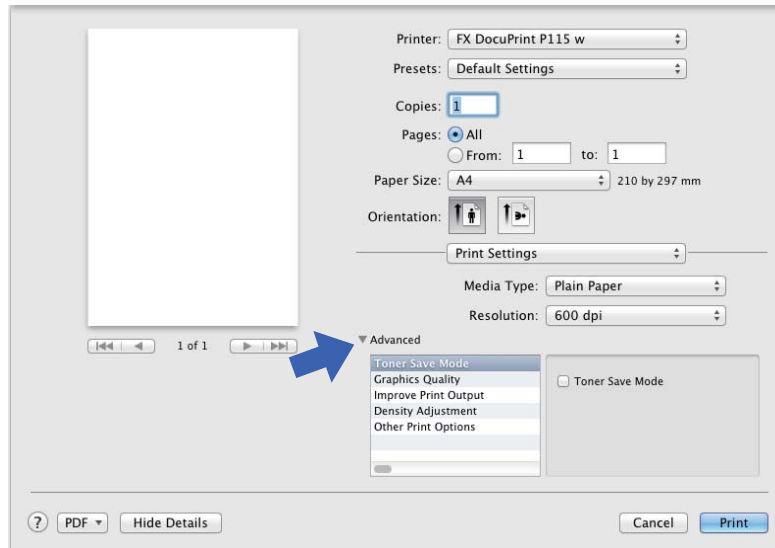 Printer: FX DocuPrint P115 w
Presets: Default Settings
Copies: 1
Pages: All
From: 1 to: 1
Paper Size: A4 210 by 297 mm
Orientation:
Print Settings
Media Type: Plain Paper
Resolution: 600 dpi
1 of 1
Advanced
Toner Save Mode
Graphics Quality
Improve Print Output
Density Adjustment
Other Print Options
Toner Save Mode
? PDF Hide Details Cancel Print